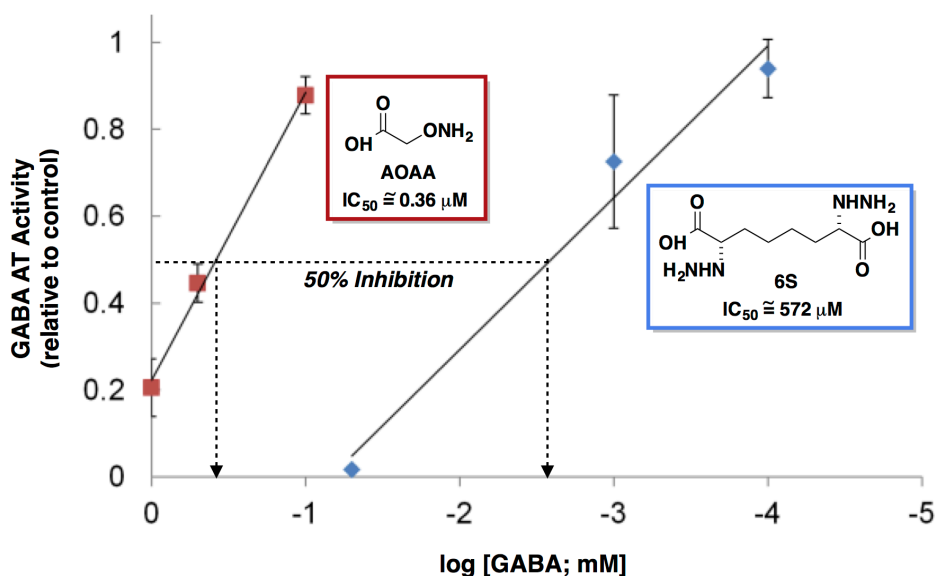 GABA AT Activity
(relative to control)
1
0.8
0.6
0.4
0.2
0
O
OH
ONH2
AOAA
IC50 ≅ 0.36 µM
50% Inhibition
O
HNNH2
OH
OH
H2NHN
O
6S
IC50 ≅ 572 µM
0 -1 -2 -3 -4 -5
log [GABA; mM]